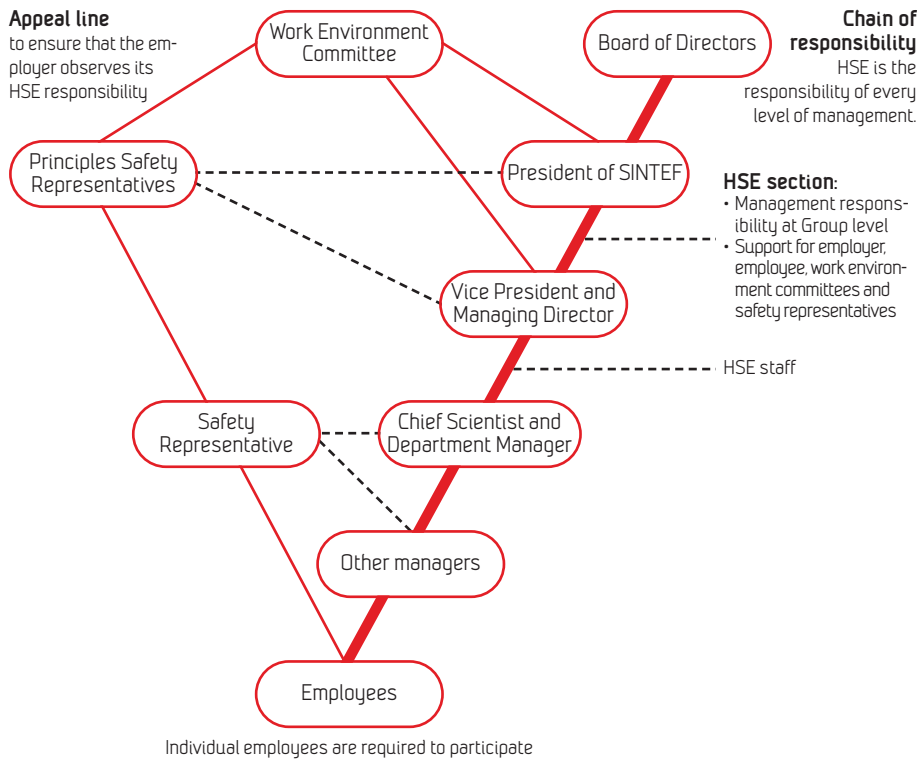 Appeal line
to ensure that the em-
ployer observes its
HSE responsibility
Work Environment
Committee
Board of Directors
Chain of
responsibility
HSE is the
responsibility of every
level of management.
Principles Safety
Representatives
President of SINTEF
HSE section:
• Management respons-
ibility at Group level
• Support for employer,
employee, work environ-
ment committees and
safety representatives
Vice President and
Managing Director
HSE staff
Safety
Representative
Chief Scientist and
Department Manager
Other managers
Employees
Individual employees are required to participate